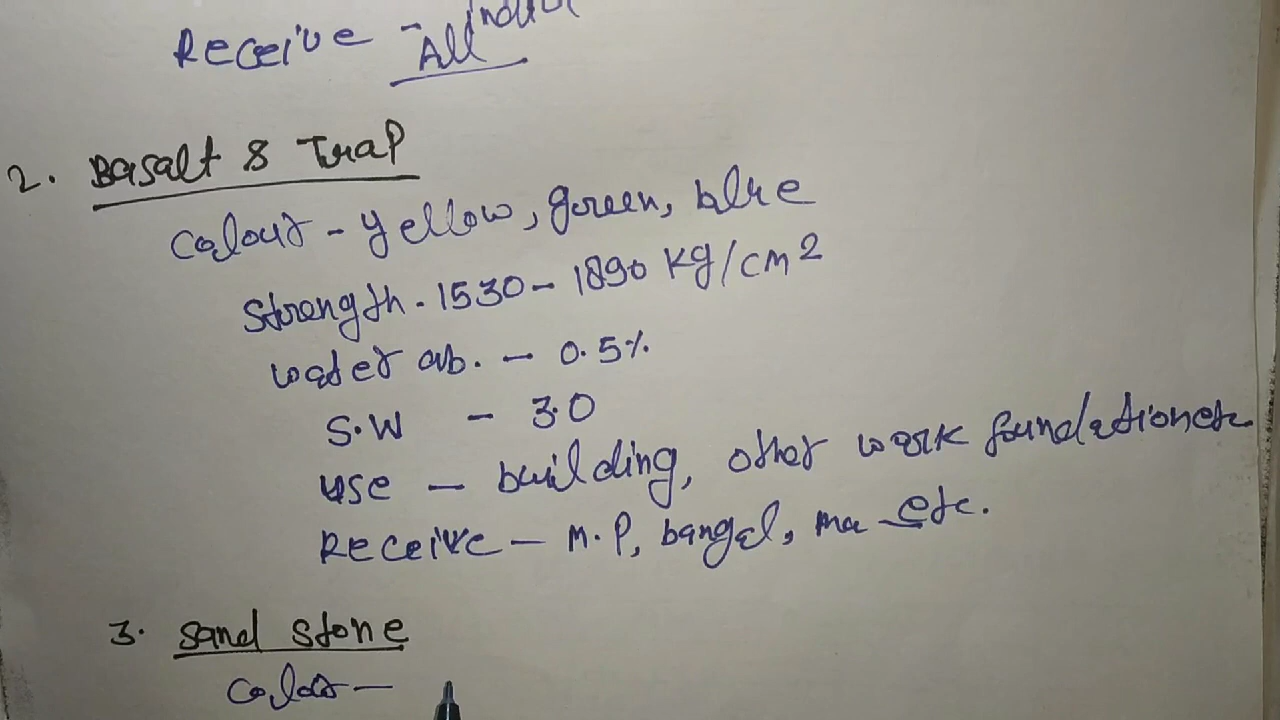 Receive - All
2. Basalt & Trap
Colour - yellow, green, blue
Strength - 1530 - 1890 kg/cm2
water ab. - 0.5%
S.W - 3.0
use - building, other work foundation etc
Receive - M.P, bangal, ma etc.
3. Sand stone
Color -